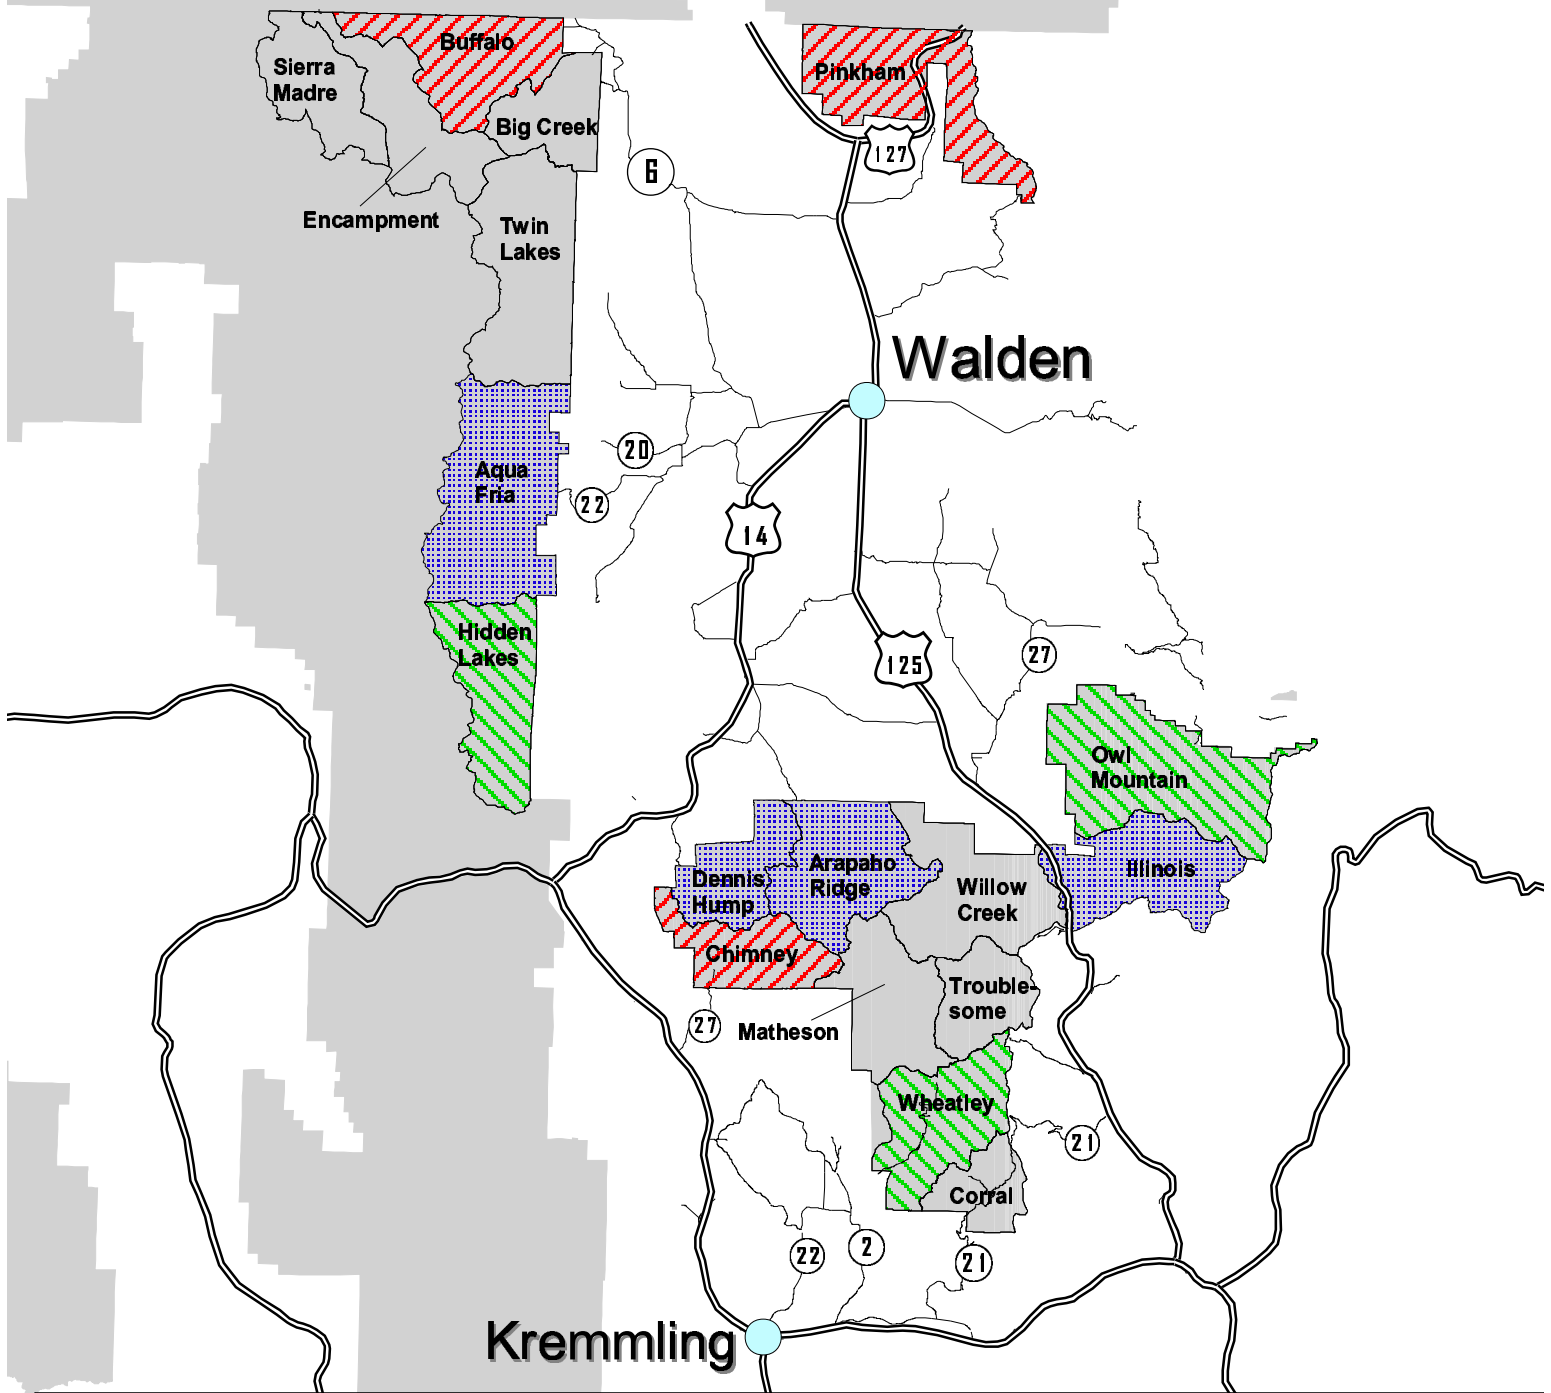 Buffalo
Sierra
Madre
Pinkham
Big Creek
127
6
Encampment
Twin
Lakes
Walden
20
Aqua
Fria
22
14
Hidden
Lakes
125
27
Owl
Mountain
Dennis
Hump
Arapaho
Ridge
Illinois
Willow
Creek
Chimney
Trouble-
some
27
Matheson
Wheatley
21
Corral
22
2
21
Kremmling